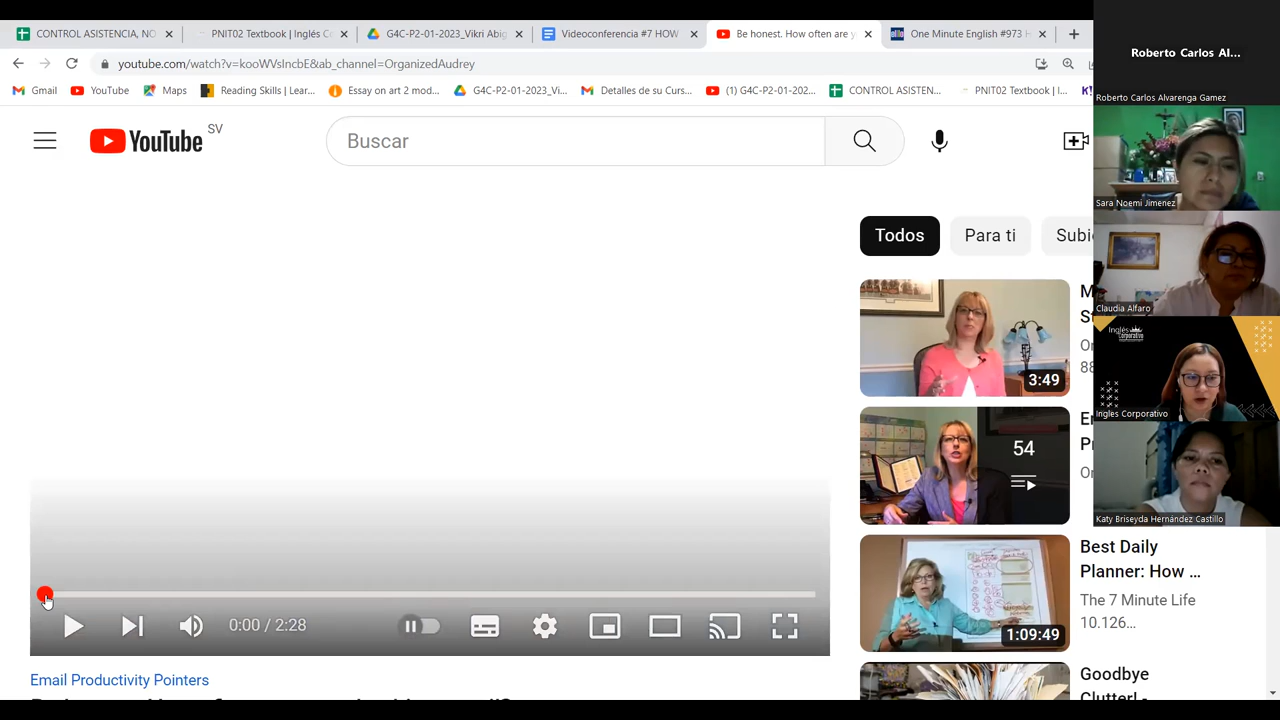 CONTROL ASISTENCIA, NO
PNIT02 Textbook | Inglés C
G4C-P2-01-2023_Vikri Abig
Videoconferencia #7 HOW
Be honest. How often are y
One Minute English #973 H
youtube.com/watch?v=kooWVsIncbE&ab_channel=OrganizedAudrey
Gmail
YouTube
Maps
Reading Skills | Lear...
Essay on art 2 mod...
G4C-P2-01-2023_Vi...
Detalles de su Curs...
(1) G4C-P2-01-202...
CONTROL ASISTEN...
PNIT02 Textbook | I...
YouTube
SV
Buscar
Todos
Para ti
Subi
3:49
54
Best Daily
Planner: How ...
The 7 Minute Life
10.126...
1:09:49
Goodbye
0:00 / 2:28
Email Productivity Pointers
Roberto Carlos Al...
Roberto Carlos Alvarenga Gamez
Sara Noemi Jimenez
Claudia Alfaro
Inglés
Corporativo
Ingles Corporativo
Katy Briseyda Hernández Castillo